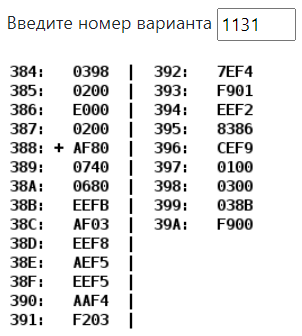 Введите номер варианта 1131
384: 0398 | 392: 7EF4
385: 0200 | 393: F901
386: E000 | 394: EEF2
387: 0200 | 395: 8386
388: + AF80 | 396: CEF9
389: 0740 | 397: 0100
38A: 0680 | 398: 0300
38B: EEFB | 399: 038B
38C: AF03 | 39A: F900
38D: EEF8 |
38E: AEF5 |
38F: EEF5 |
390: AAF4 |
391: F203 |